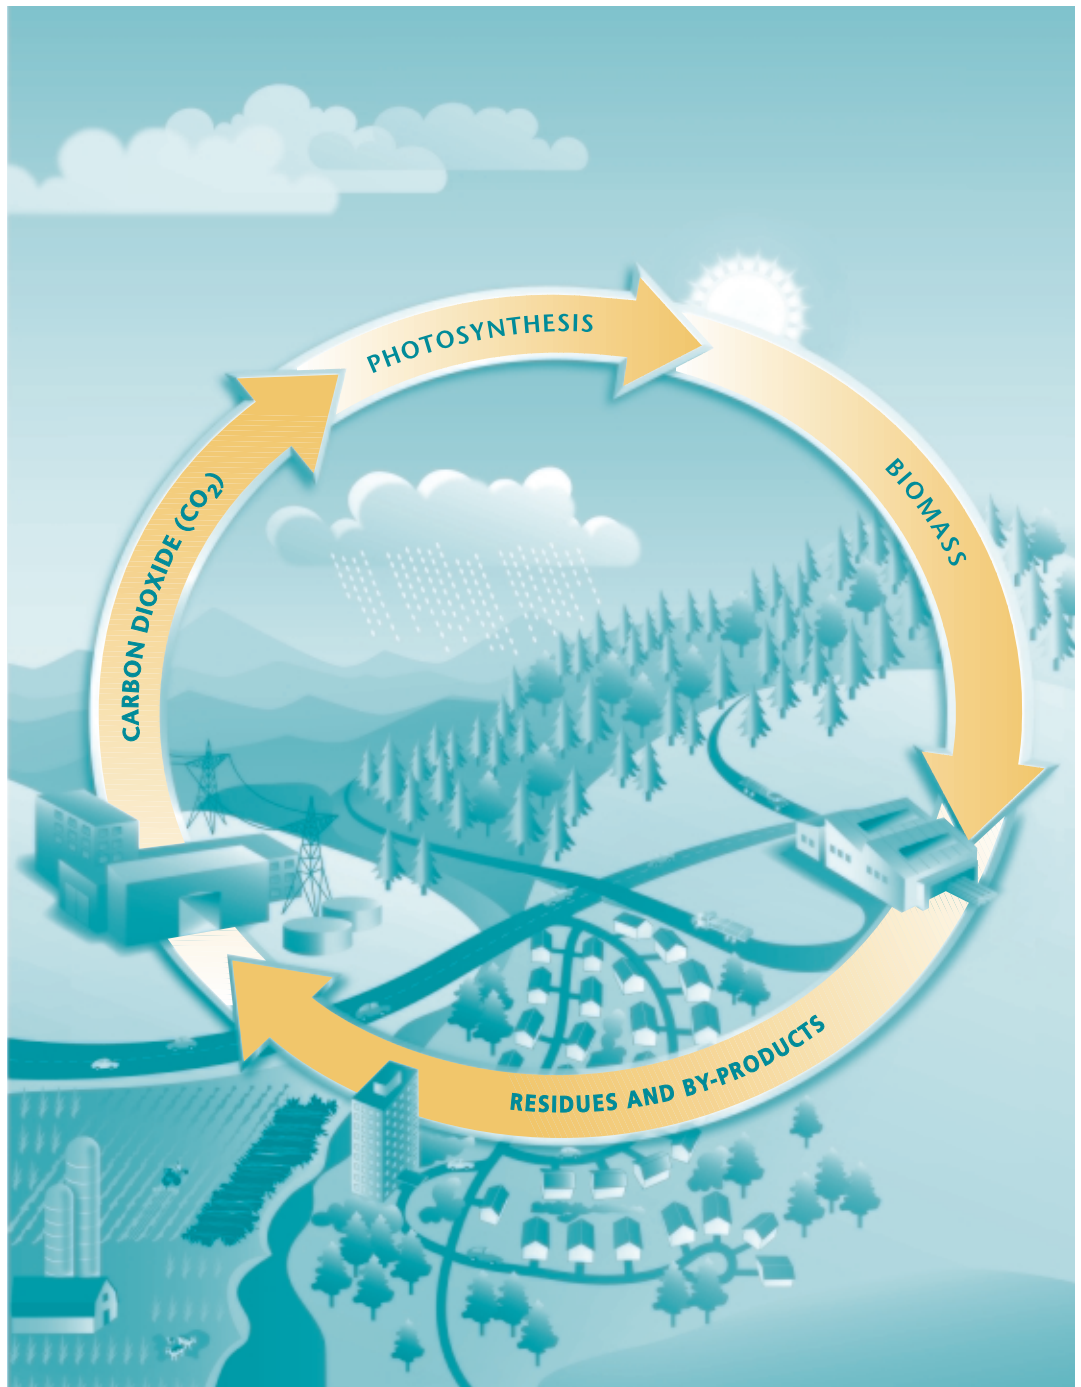 PHOTOSYNTHESIS
BIOMASS
CARBON DIOXIDE (CO₂)
RESIDUES AND BY-PRODUCTS